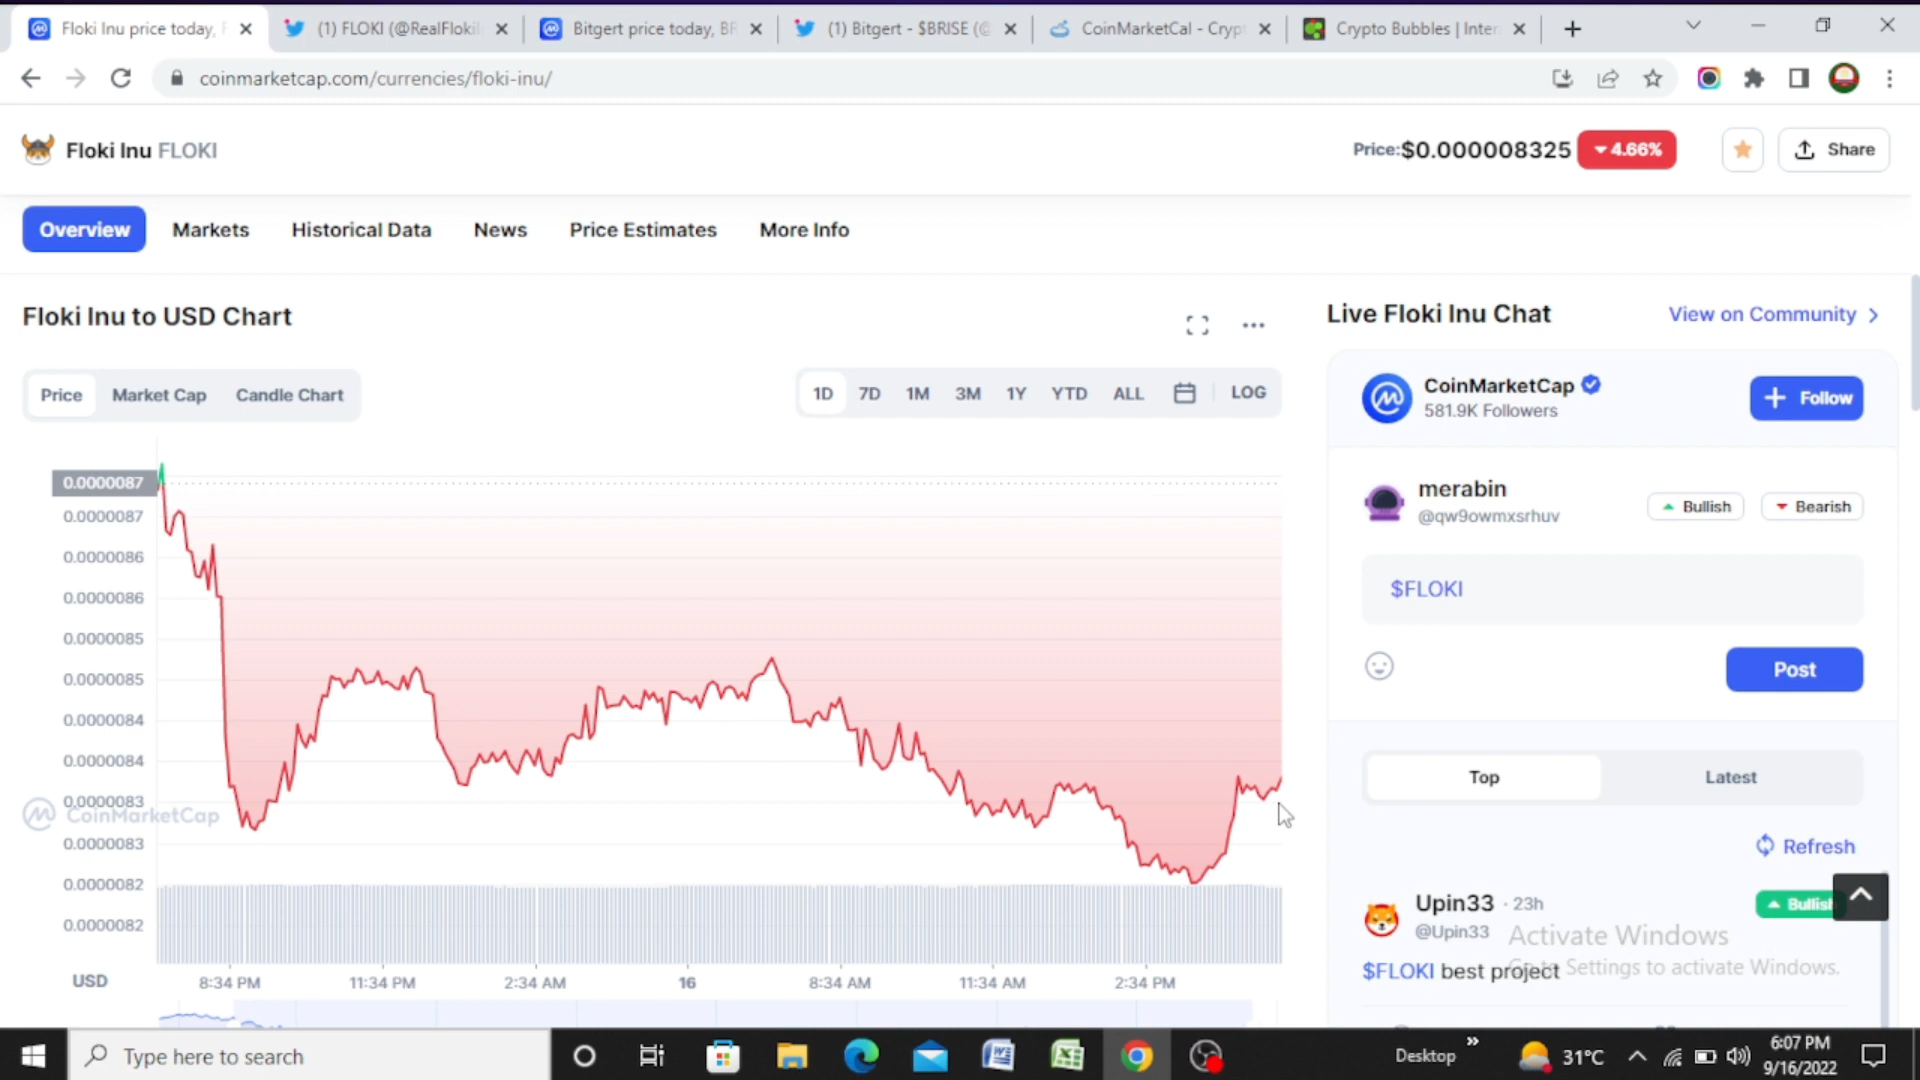 Floki Inu price today, F
(1) FLOKI (@RealFlokiIn
Bitgert price today, BR
(1) Bitgert - $BRISE (@
CoinMarketCal - Crypt
Crypto Bubbles | Inter
coinmarketcap.com/currencies/floki-inu/
Floki Inu FLOKI
Price:$0.000008325
4.66%
Share
Overview
Markets
Historical Data
News
Price Estimates
More Info
Floki Inu to USD Chart
Live Floki Inu Chat
View on Community
Price
Market Cap
Candle Chart
1D
7D
1M
3M
1Y
YTD
ALL
LOG
CoinMarketCap
581.9K Followers
+ Follow
merabin
@qw9owmxsrhuv
Bullish
Bearish
$FLOKI
Post
Top
Latest
Refresh
0.0000087
0.0000087
0.0000086
0.0000086
0.0000085
0.0000085
0.0000084
0.0000084
0.0000083
CoinMarketCap
0.0000083
0.0000082
0.0000082
USD
8:34 PM
11:34 PM
2:34 AM
16
8:34 AM
11:34 AM
2:34 PM
Upin33 · 23h
@Upin33
Bullish
$FLOKI best project
Activate Windows
Go to Settings to activate Windows.
Type here to search
Desktop
31°C
6:07 PM
9/16/2022